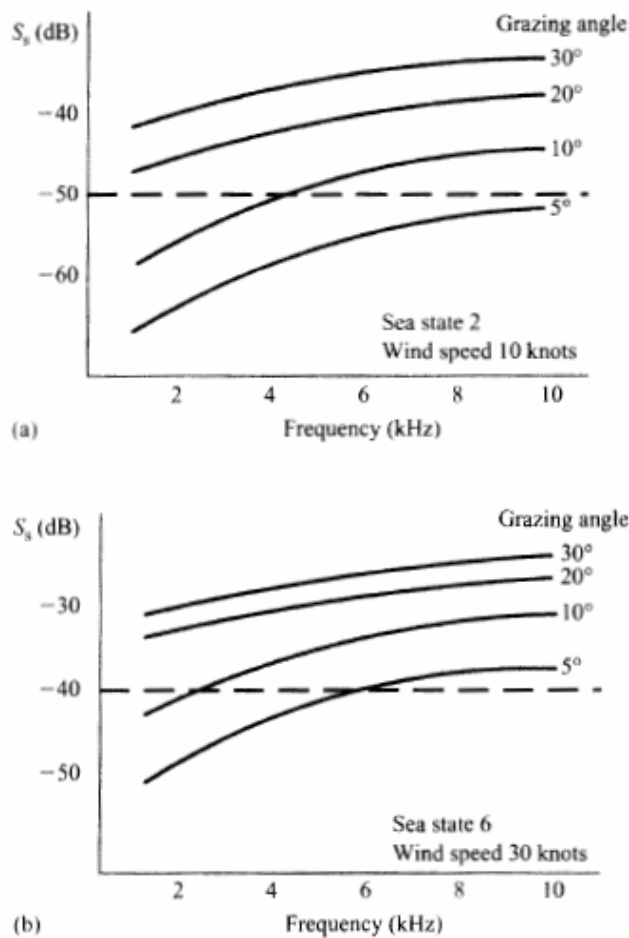 Sₛ (dB)
Grazing angle
30°
−40
20°
10°
−50
5°
−60
Sea state 2
Wind speed 10 knots
2 4 6 8 10
(a) Frequency (kHz)
Sₛ (dB)
Grazing angle
30°
20°
−30
10°
5°
−40
−50
Sea state 6
Wind speed 30 knots
2 4 6 8 10
(b) Frequency (kHz)